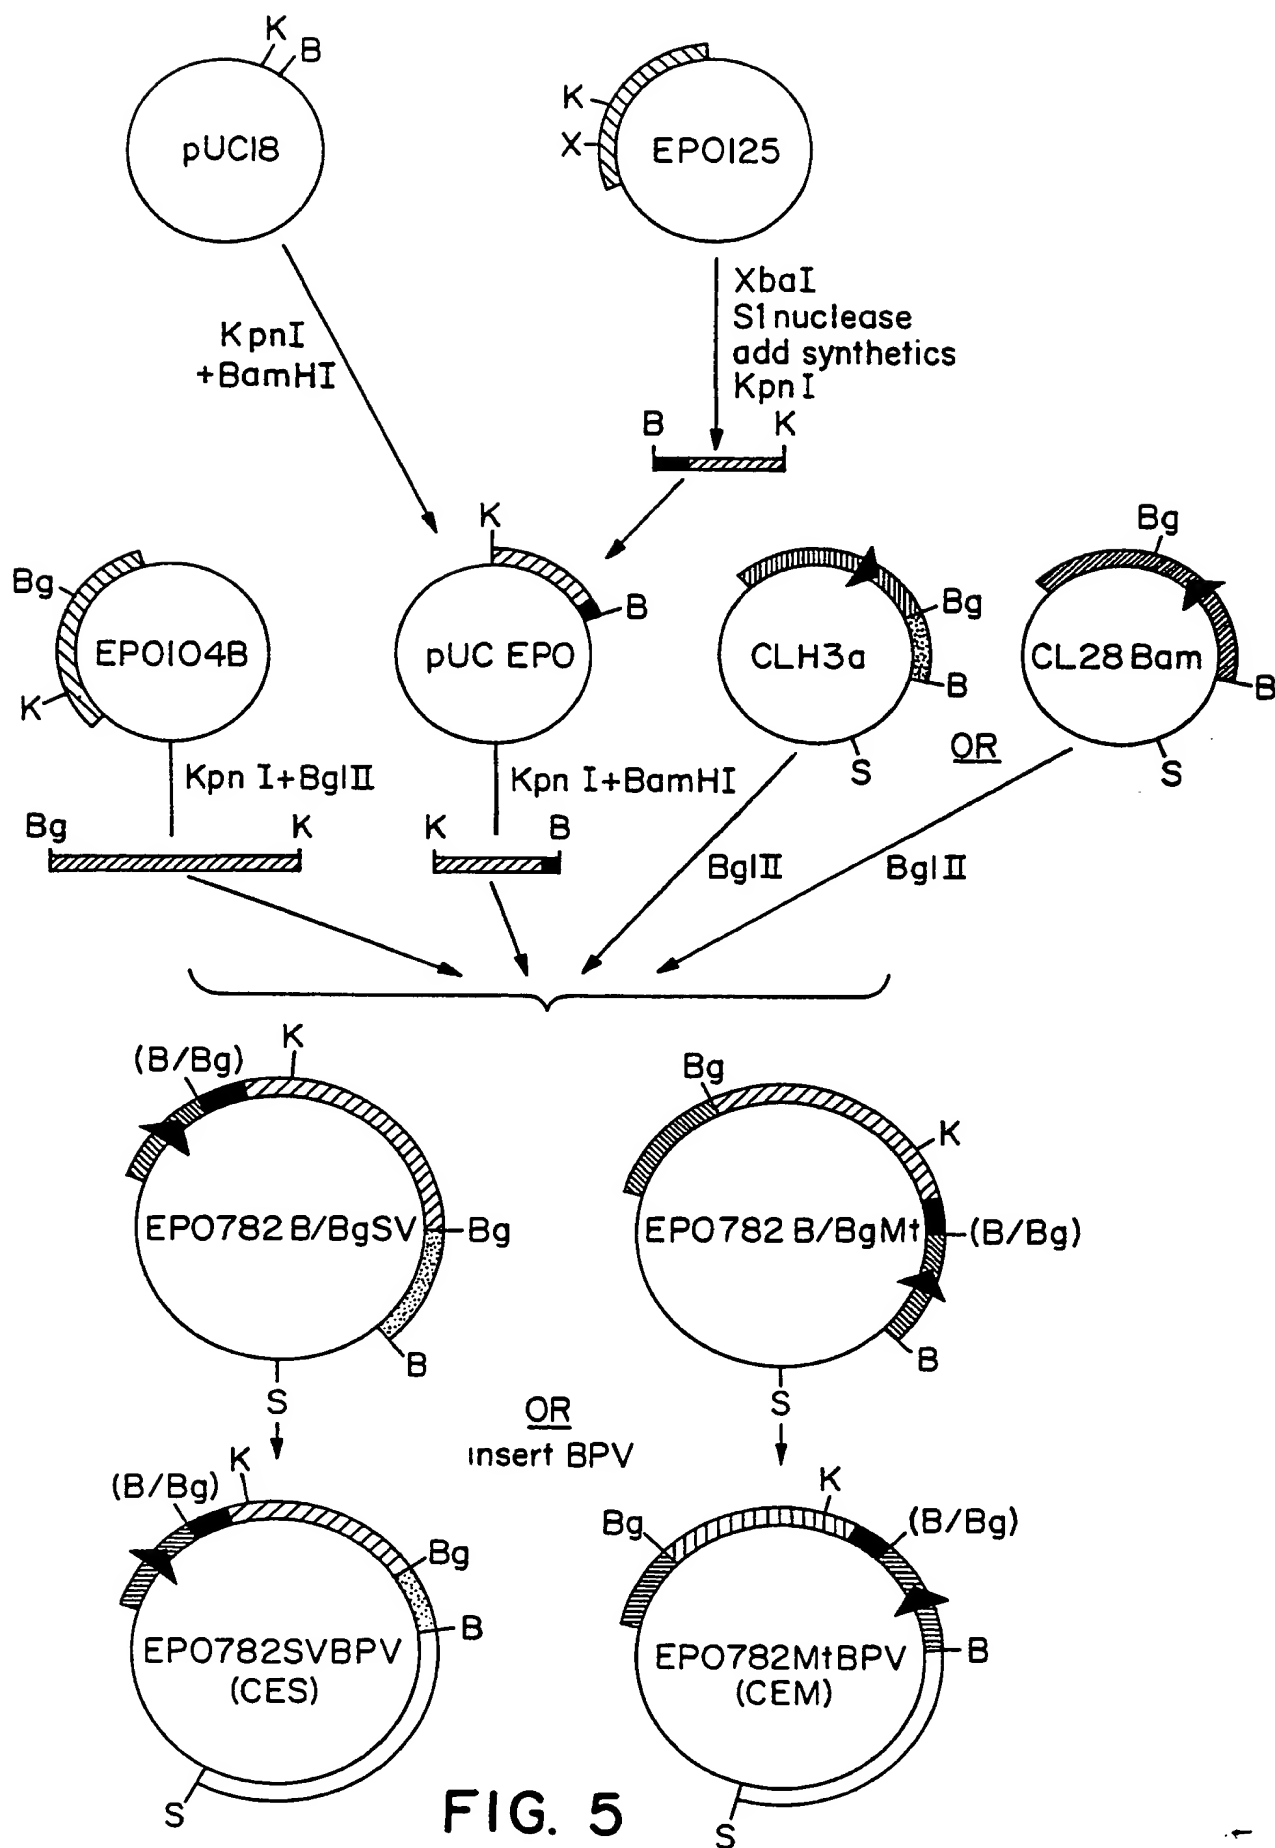 K
B
pUC18
K
X
EPO125
KpnI
+BamHI
XbaI
S1 nuclease
add synthetics
KpnI
B K
Bg
K
EPO104B
K
B
pUC EPO
Bg
B
S
CLH3a
OR
Bg
B
S
CL28 Bam
Kpn I+BglII
Kpn I+BamHI
Bg K
K B
BglII
BglII
(B/Bg)
K
EPO782 B/BgSV
Bg
B
S
Bg
K
EPO782 B/BgMt
(B/Bg)
B
S
OR
insert BPV
(B/Bg)
K
Bg
B
EPO782SVBPV
(CES)
S
Bg
K
(B/Bg)
B
EPO782MtBPV
(CEM)
S
FIG. 5